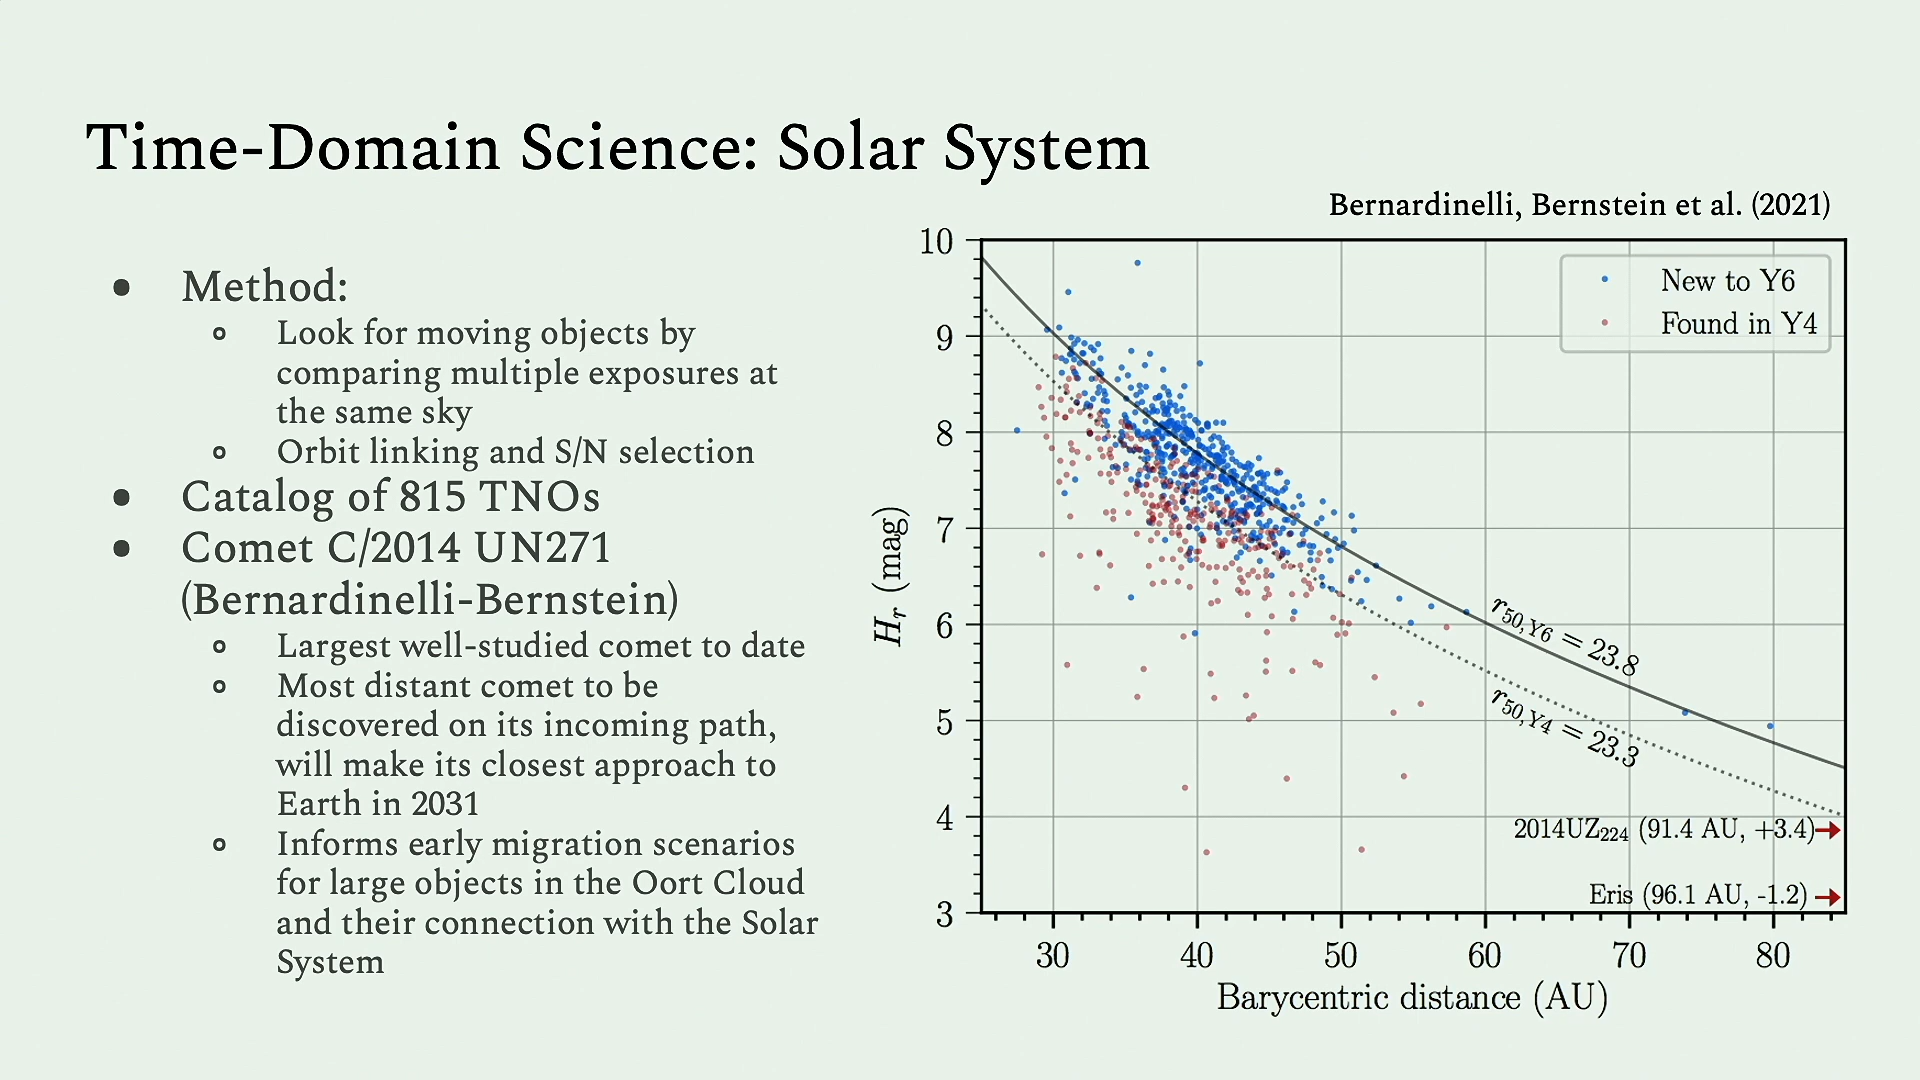 Time-Domain Science: Solar System
Bernardinelli, Bernstein et al. (2021)
● Method:
○ Look for moving objects by
comparing multiple exposures at
the same sky
○ Orbit linking and S/N selection
● Catalog of 815 TNOs
● Comet C/2014 UN271
(Bernardinelli-Bernstein)
○ Largest well-studied comet to date
○ Most distant comet to be
discovered on its incoming path,
will make its closest approach to
Earth in 2031
○ Informs early migration scenarios
for large objects in the Oort Cloud
and their connection with the Solar
System
10
9
8
7
6
5
4
3
H_r (mag)
New to Y6
Found in Y4
r_50,Y6 = 23.8
r_50,Y4 = 23.3
2014UZ_224 (91.4 AU, +3.4)
Eris (96.1 AU, -1.2)
30 40 50 60 70 80
Barycentric distance (AU)